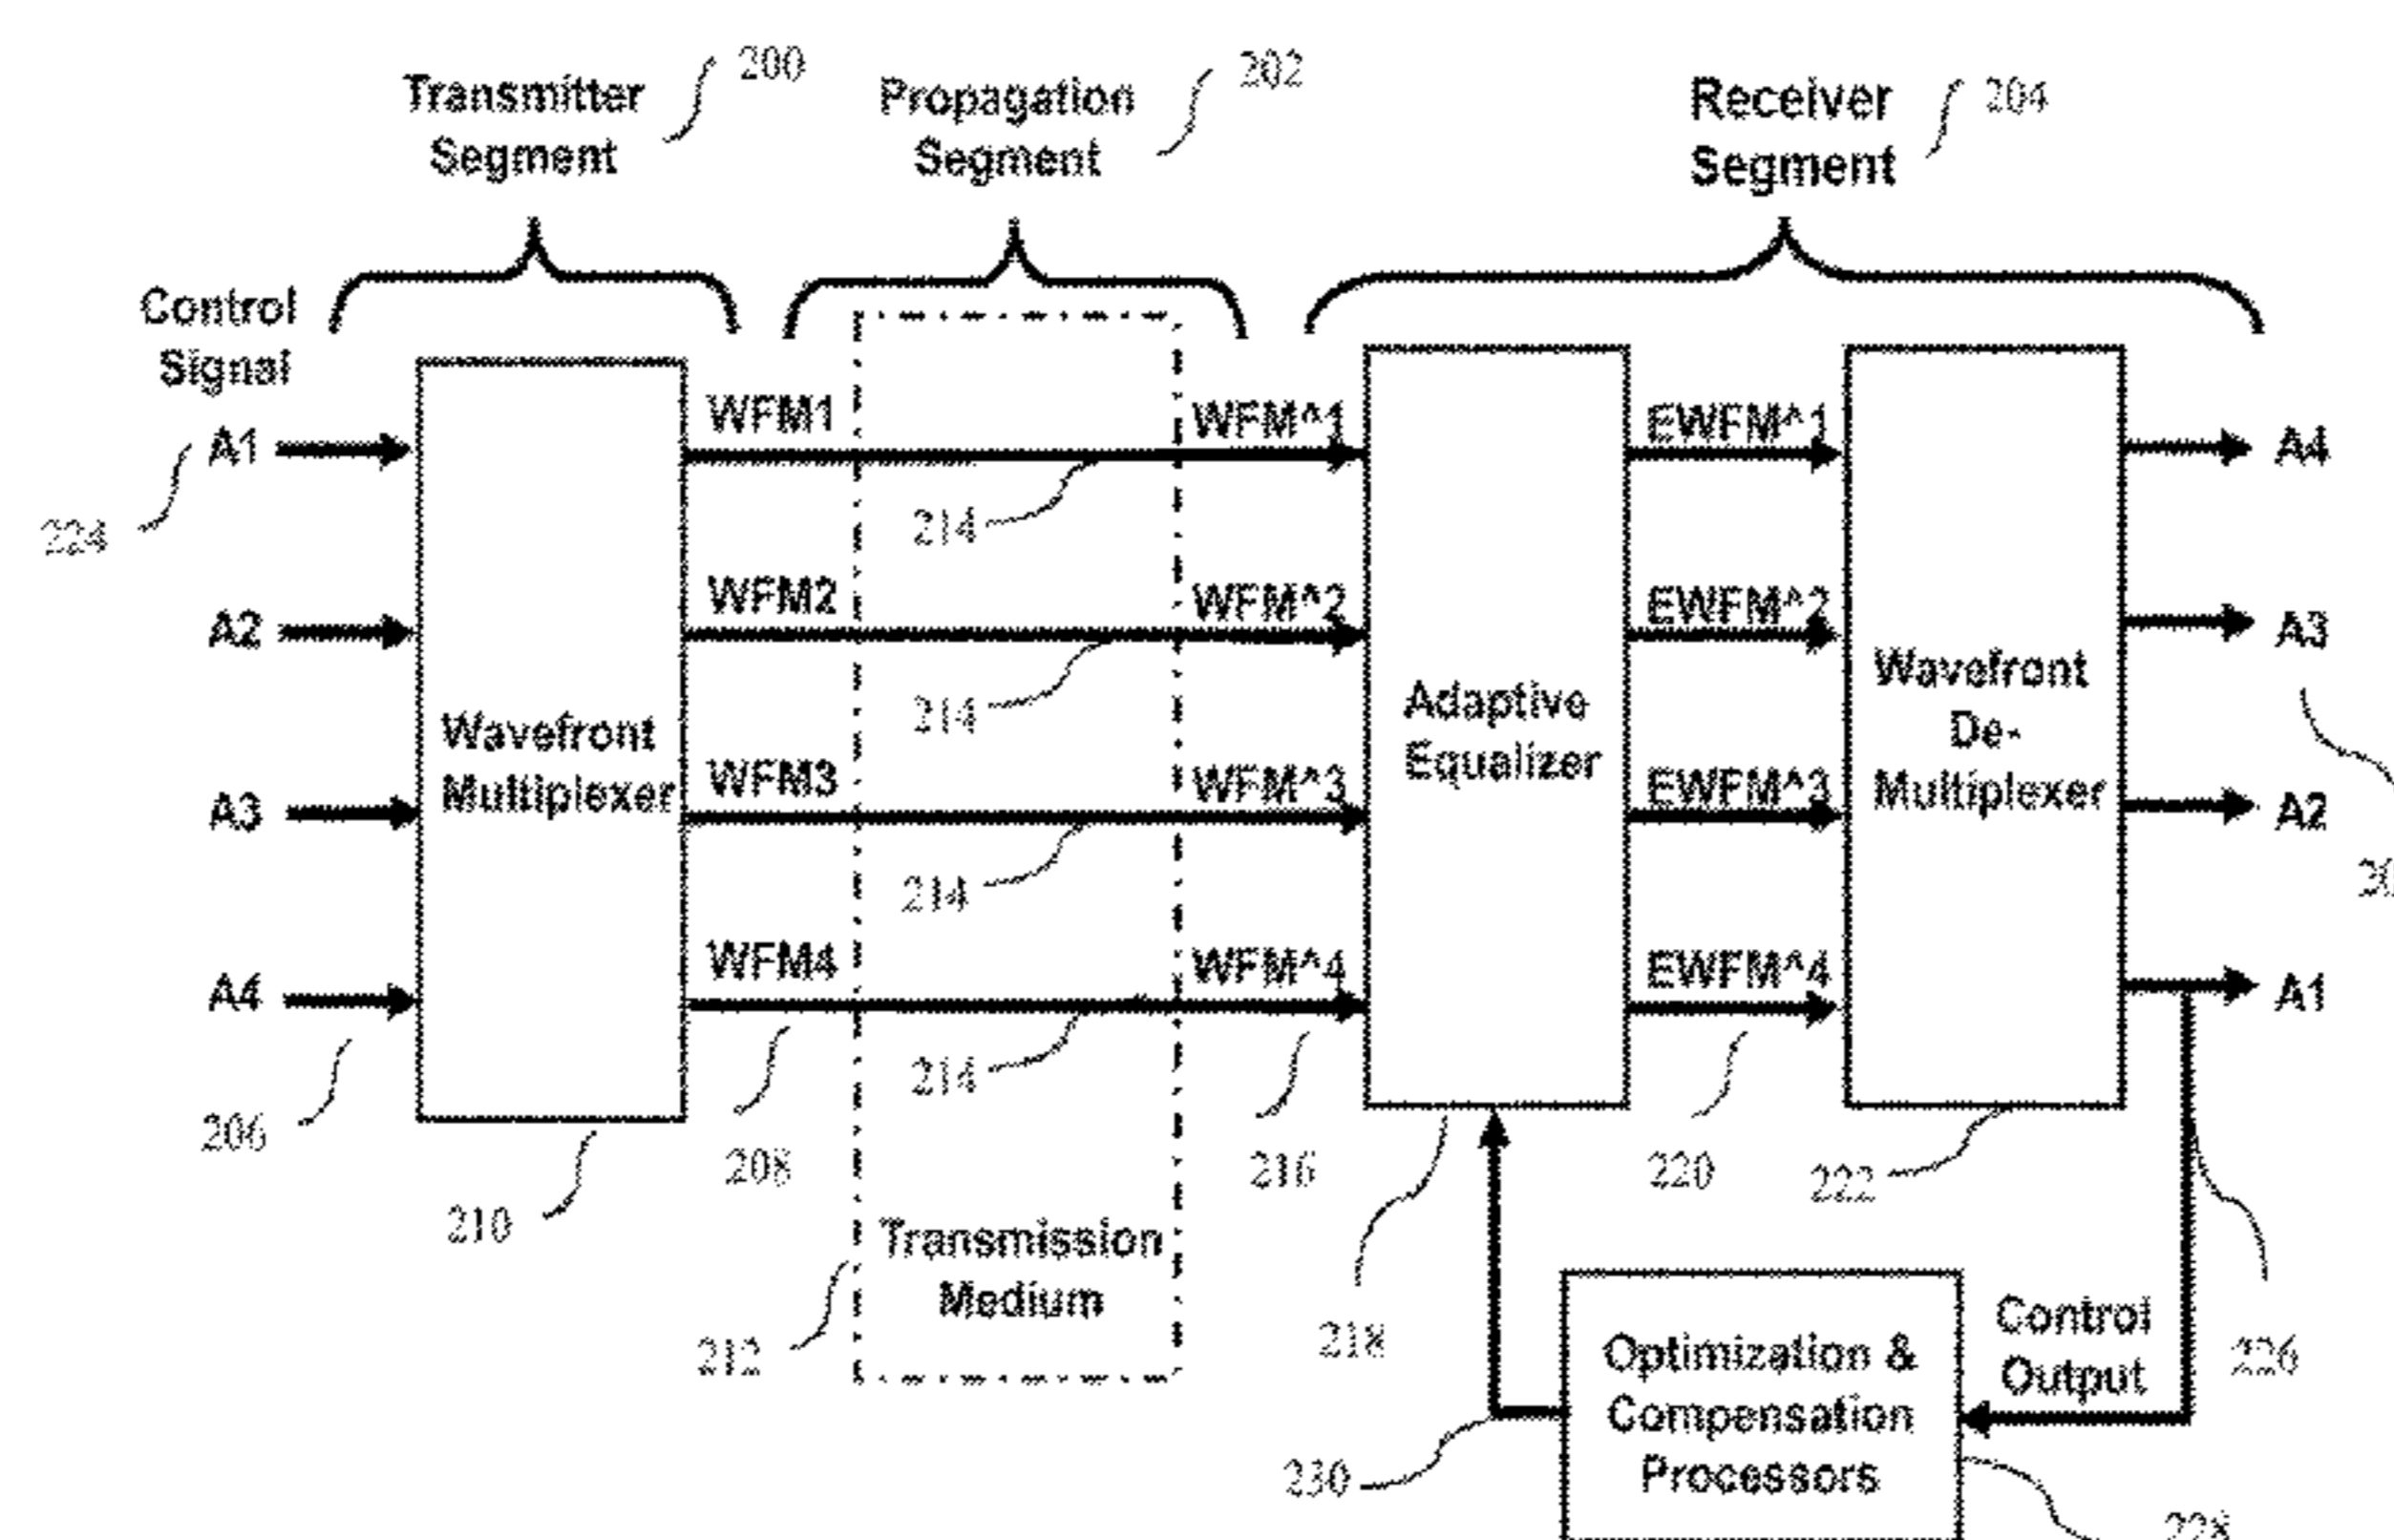 Transmitter
Segment
200
Propagation
Segment
202
Receiver
Segment
204
Control
Signal
A1
224
A2
A3
A4
206
Wavefront
Multiplexer
210
WFM1
WFM2
WFM3
WFM4
208
214
214
214
214
Transmission
Medium
212
WFM^1
WFM^2
WFM^3
WFM^4
216
Adaptive
Equalizer
218
EWFM^1
EWFM^2
EWFM^3
EWFM^4
220
Wavefront
De-
Multiplexer
222
A4
A3
A2
A1
226
Control
Output
Optimization &
Compensation
Processors
230
228